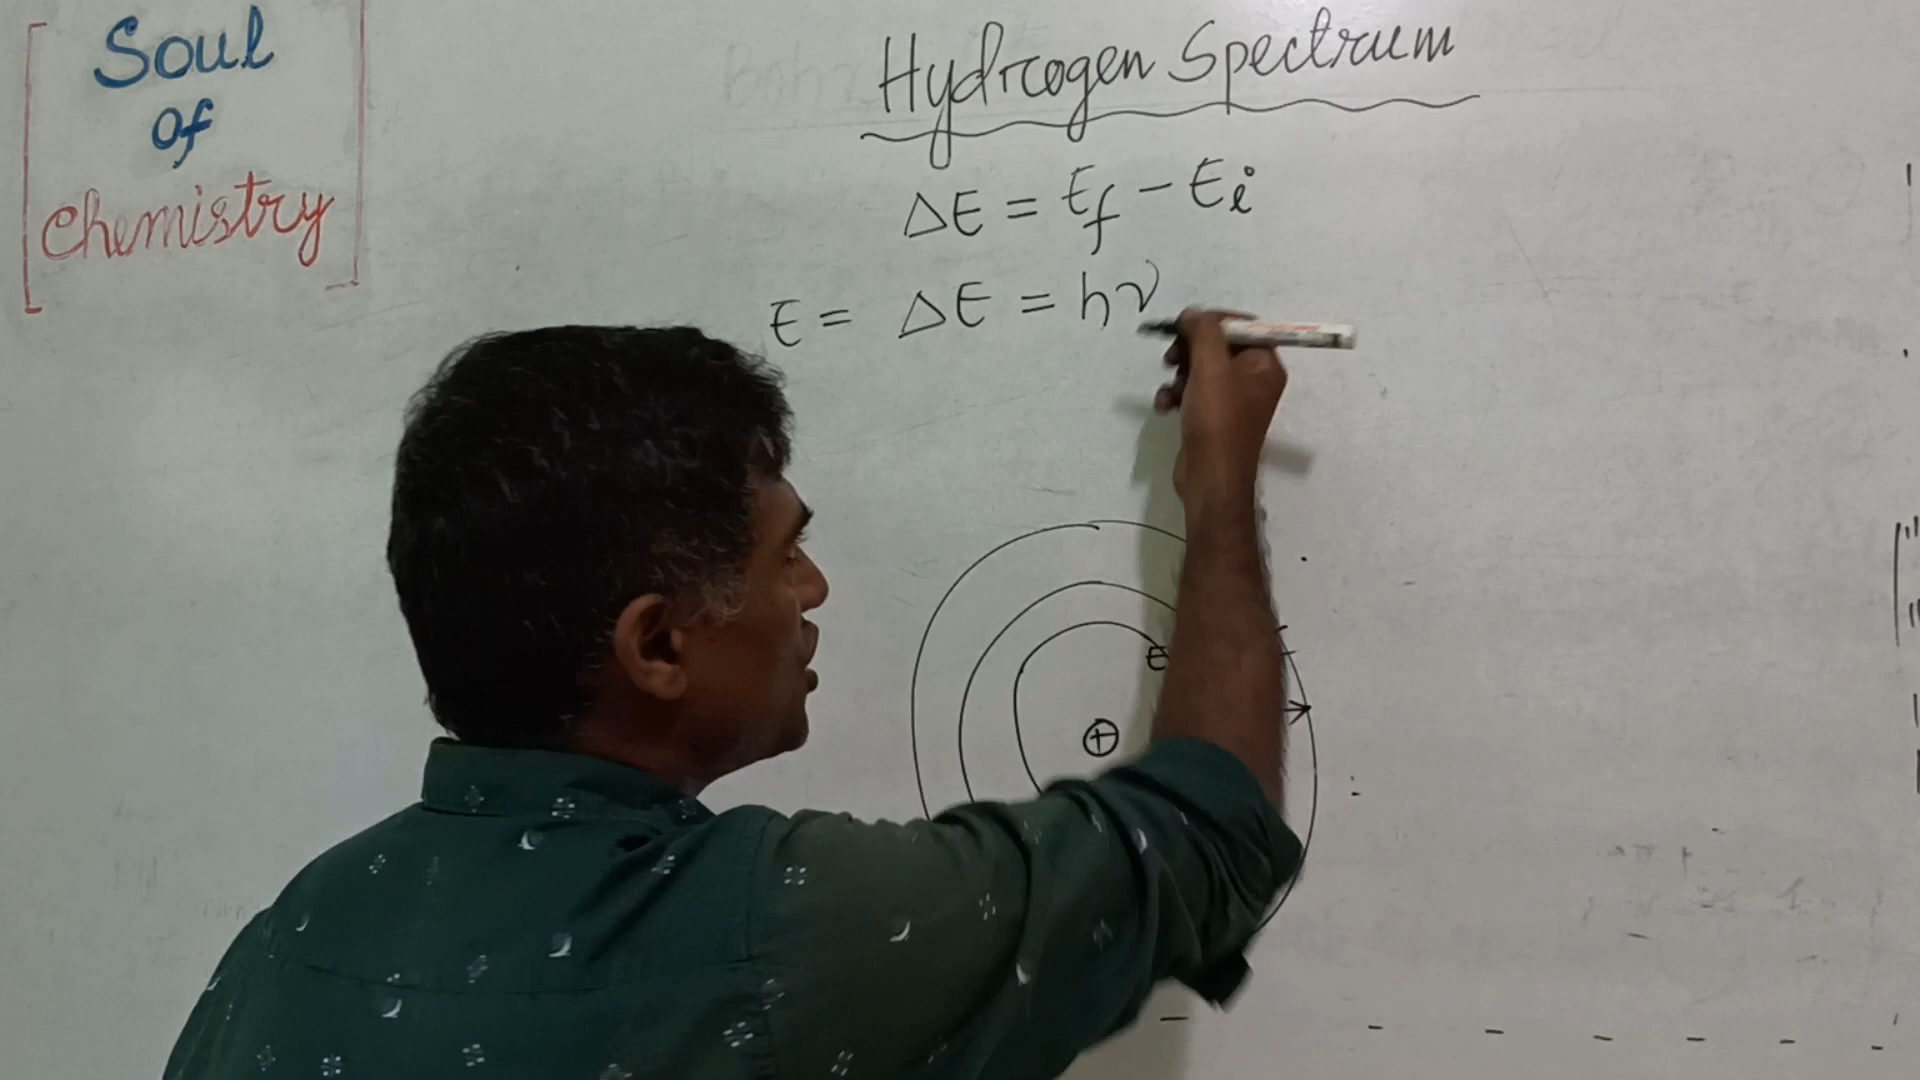 Soul
Of
Chemistry
Hydrogen Spectrum
ΔE = Ef - Ei
E = ΔE = hν
E
+